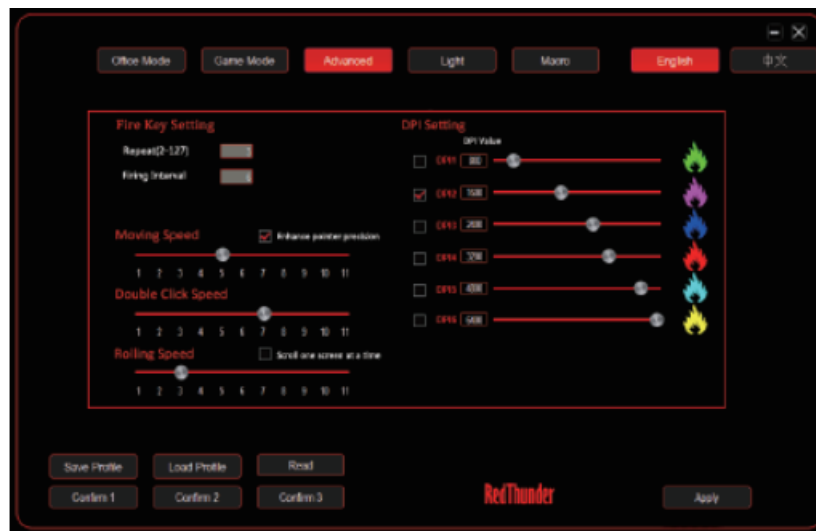 Office Mode Game Mode Advanced Light Macro English 中文
Fire Key Setting
Repeat(2-127)
Firing Interval
Moving Speed Enhance pointer precision
1 2 3 4 5 6 7 8 9 10 11
Double Click Speed
1 2 3 4 5 6 7 8 9 10 11
Rolling Speed Scroll one screen at a time
1 2 3 4 5 6 7 8 9 10 11
DPI Setting
DPI Value
DPI1 800
DPI2 1600
DPI3 2400
DPI4 3200
DPI5
DPI6 6400
Save Profile Load Profile Read
Confirm 1 Confirm 2 Confirm 3
RedThunder
Apply